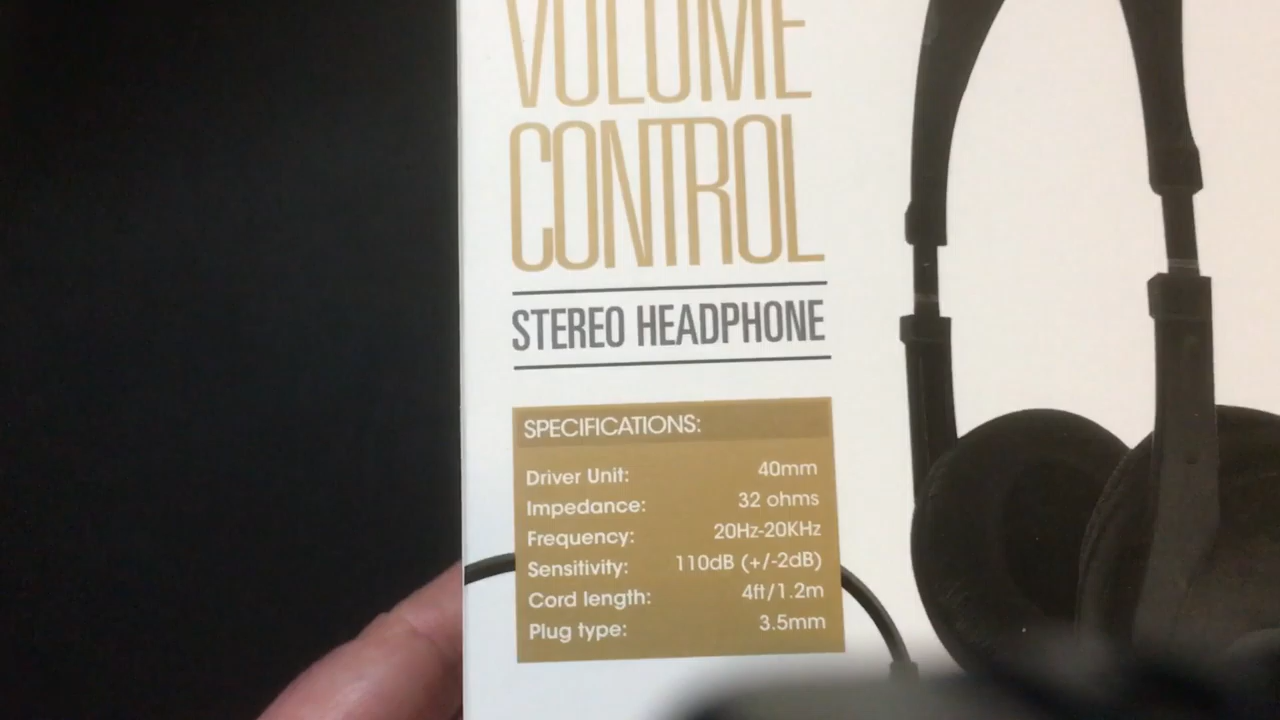 VOLUME
CONTROL
STEREO HEADPHONE
SPECIFICATIONS:
Driver Unit: 40mm
Impedance: 32 ohms
Frequency: 20Hz-20KHz
Sensitivity: 110dB (+/-2dB)
Cord length: 4ft/1.2m
Plug type: 3.5mm